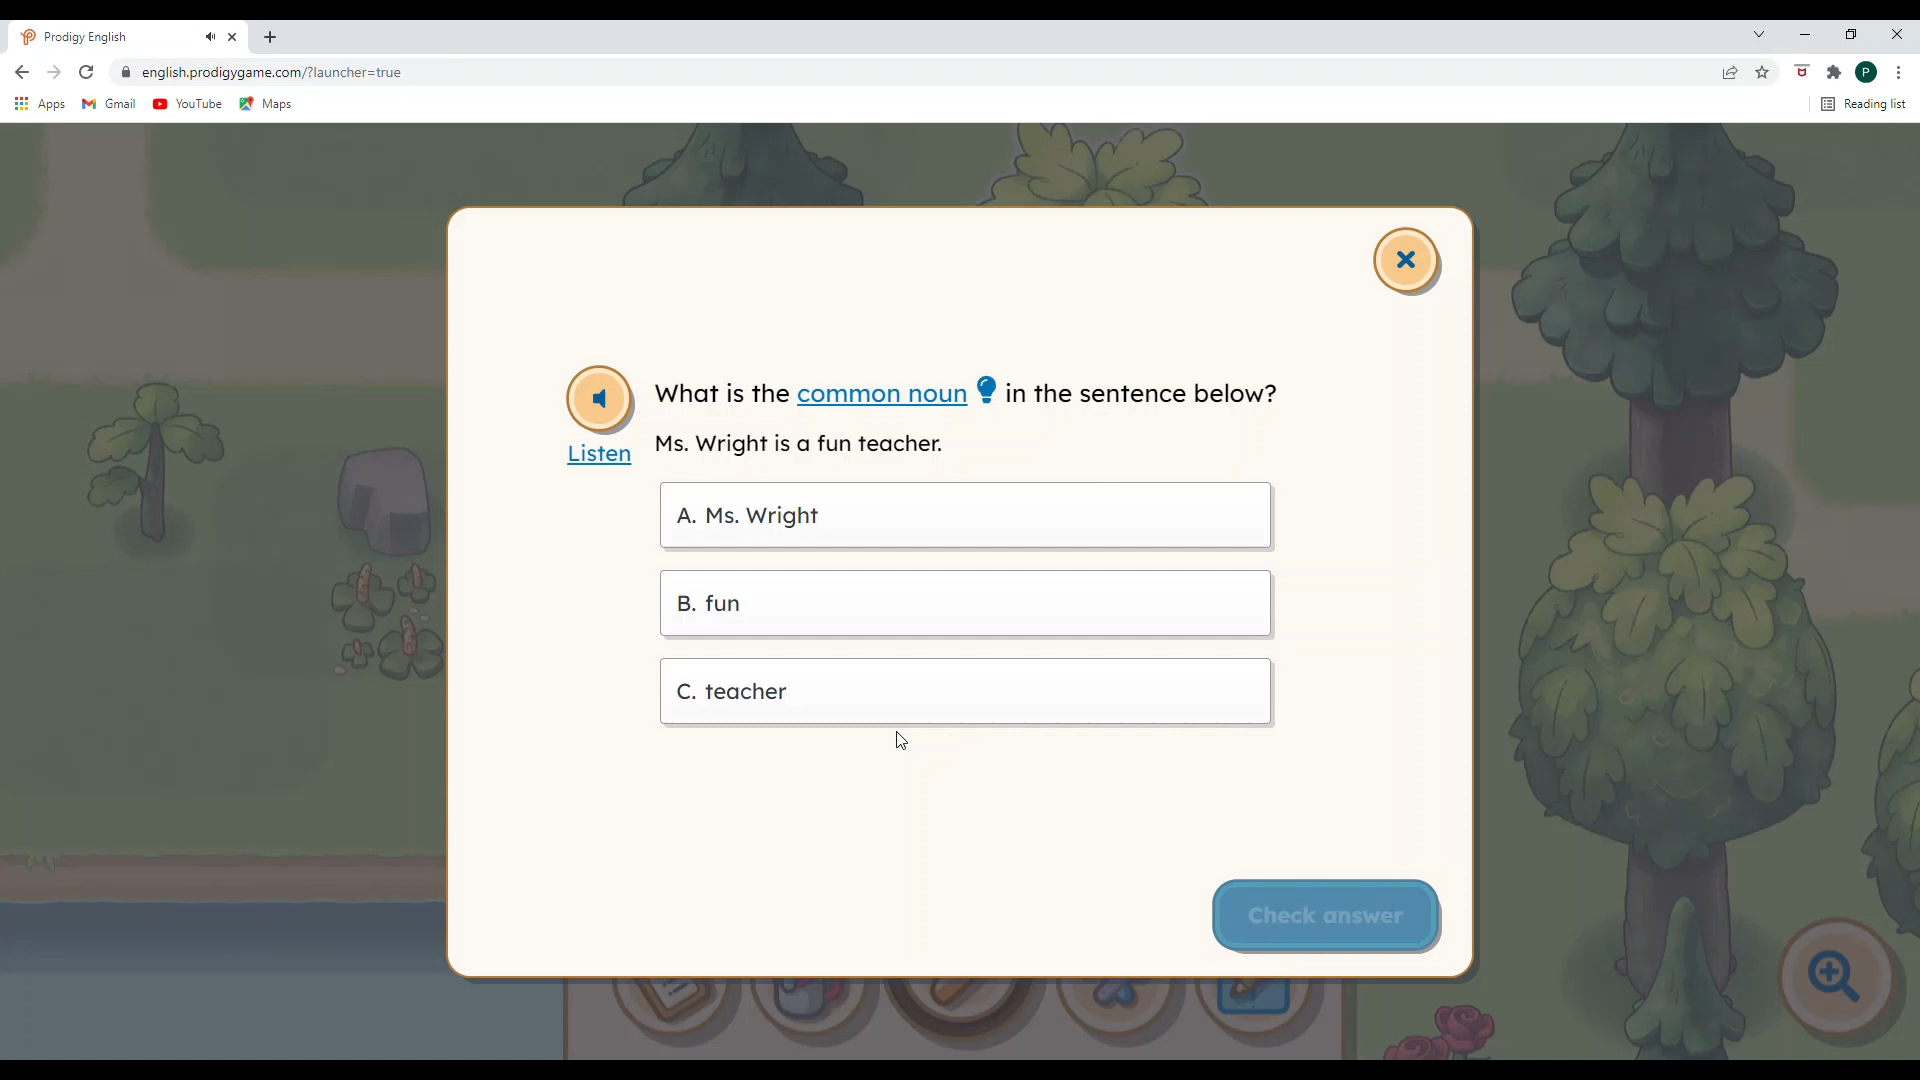 Prodigy English
english.prodigygame.com/?launcher=true
P
Apps Gmail YouTube Maps Reading list
What is the common noun in the sentence below?
Listen
Ms. Wright is a fun teacher.
A. Ms. Wright
B. fun
C. teacher
Check answer